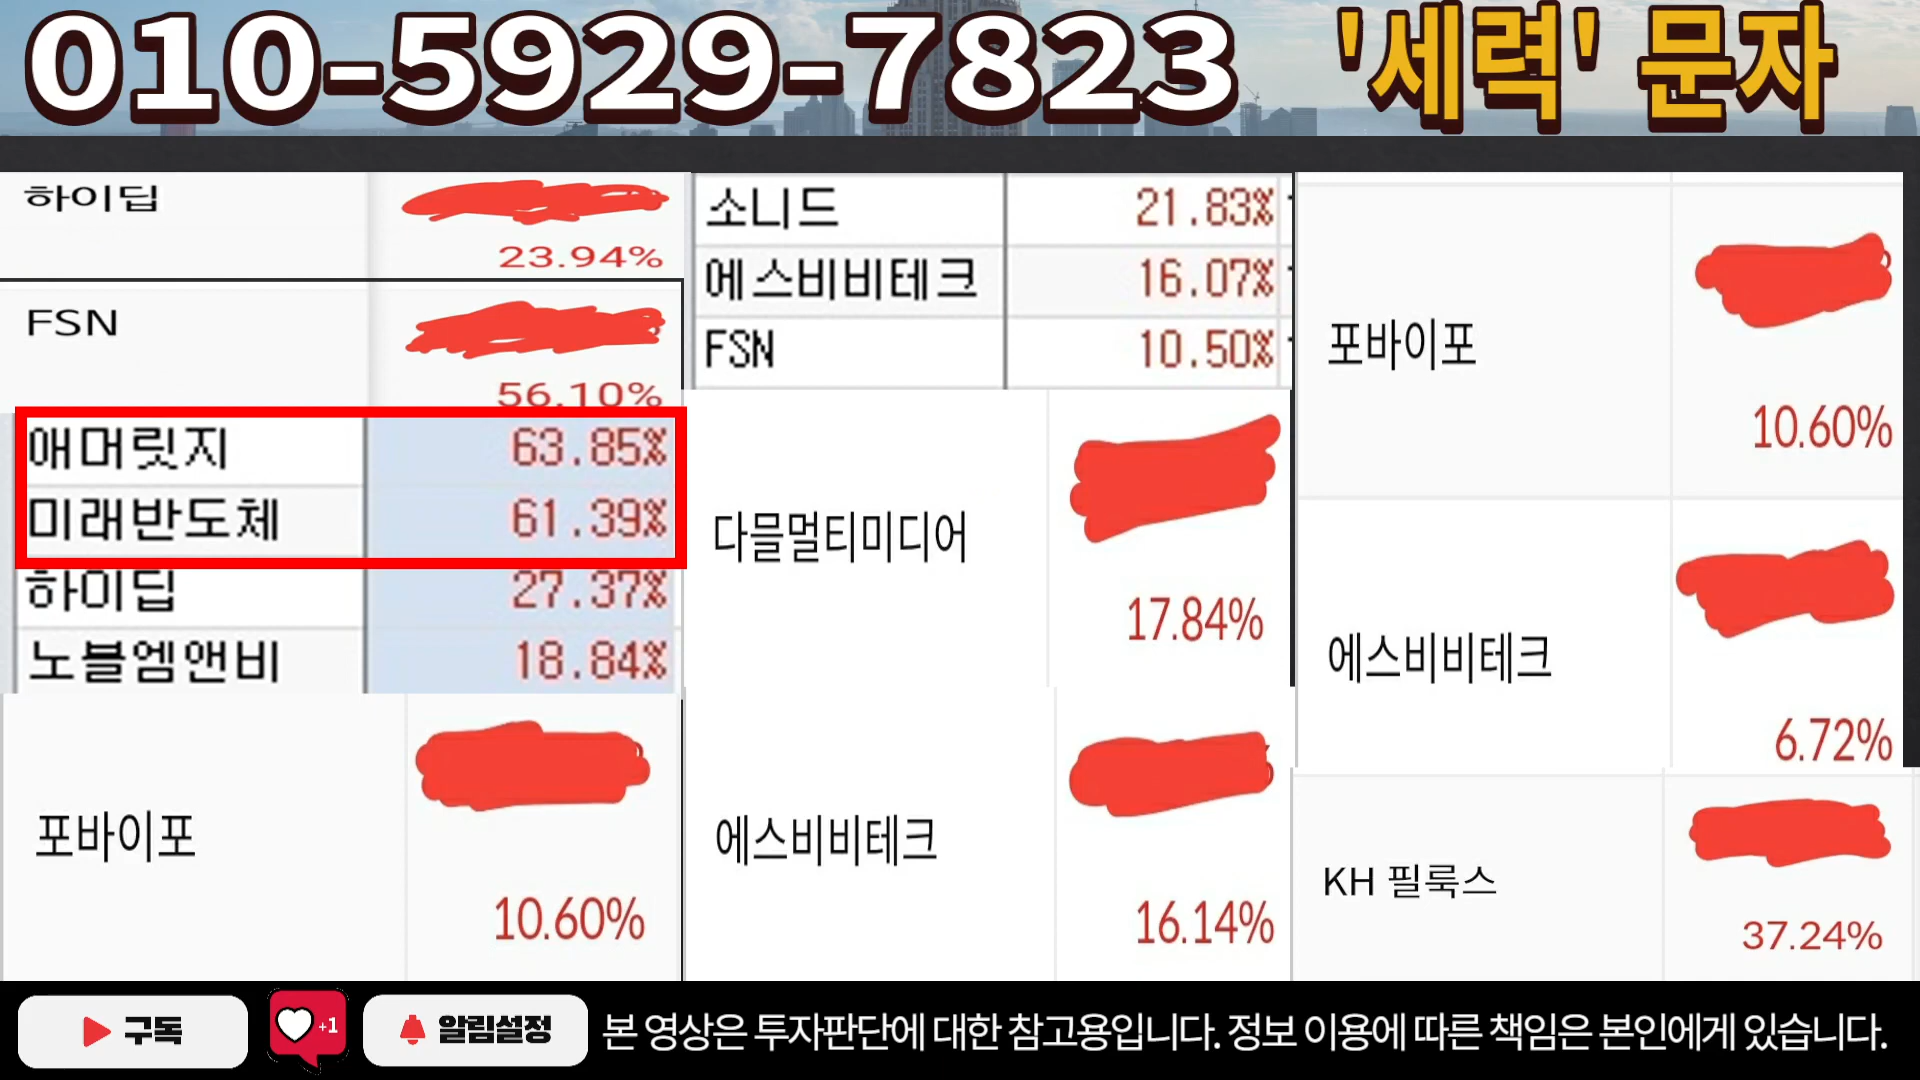 010-5929-7823 '세력' 문자
하이딥
23.94%
FSN
56.10%
애머릿지 63.85%
미래반도체 61.39%
하이딥 27.37%
노블엠앤비 18.84%
포바이포
10.60%
소니드 21.83%
에스비비테크 16.07%
FSN 10.50%
다믈멀티미디어
17.84%
에스비비테크
16.14%
포바이포
10.60%
에스비비테크
6.72%
KH 필룩스
37.24%
구독 +1 알림설정 본 영상은 투자판단에 대한 참고용입니다. 정보 이용에 따른 책임은 본인에게 있습니다.